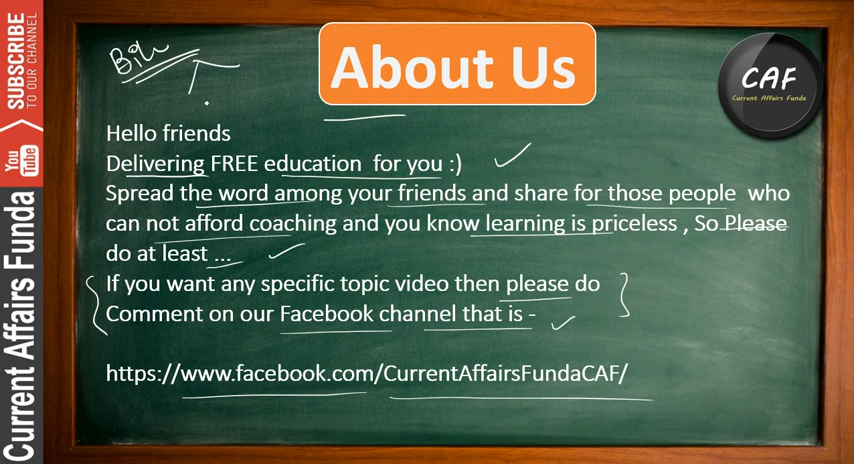 SUBSCRIBE
TO OUR CHANNEL
You Tube
Current Affairs Funda
About Us
CAF
Current Affairs Funda
Hello friends
Delivering FREE education for you :)
Spread the word among your friends and share for those people who
can not afford coaching and you know learning is priceless , So Please
do at least ...
If you want any specific topic video then please do
Comment on our Facebook channel that is -
https://www.facebook.com/CurrentAffairsFundaCAF/